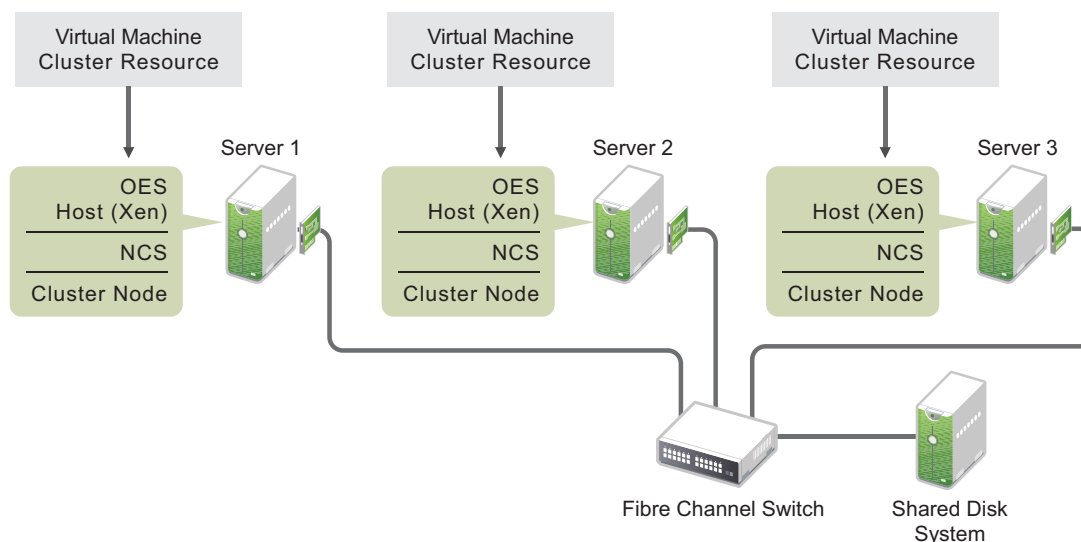 Virtual Machine
Cluster Resource
Virtual Machine
Cluster Resource
Virtual Machine
Cluster Resource
Server 1
Server 2
Server 3
OES
Host (Xen)
NCS
Cluster Node
OES
Host (Xen)
NCS
Cluster Node
OES
Host (Xen)
NCS
Cluster Node
Fibre Channel Switch
Shared Disk
System